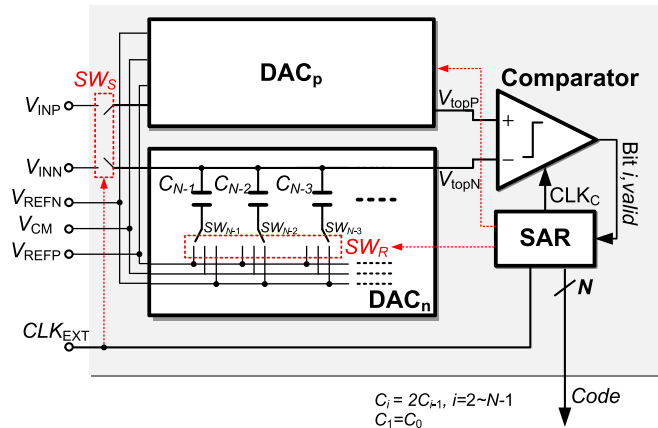 DACp
SWS
Comparator
VINP
VtopP
+
−
VINN
VtopN
CN-1
CN-2
CN-3
Bit i,valid
VREFN
VCM
VREFP
SWN-1
SWN-2
SWN-3
CLKC
SWR
SAR
DACn
N
CLKEXT
Ci = 2Ci-1, i=2~N-1
C1=C0
Code